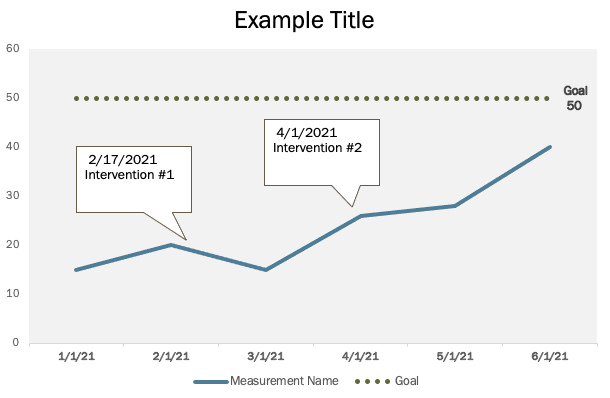 Example Title
60
50
40
30
20
10
0
Goal
50
2/17/2021
Intervention #1
4/1/2021
Intervention #2
1/1/21 2/1/21 3/1/21 4/1/21 5/1/21 6/1/21
Measurement Name Goal